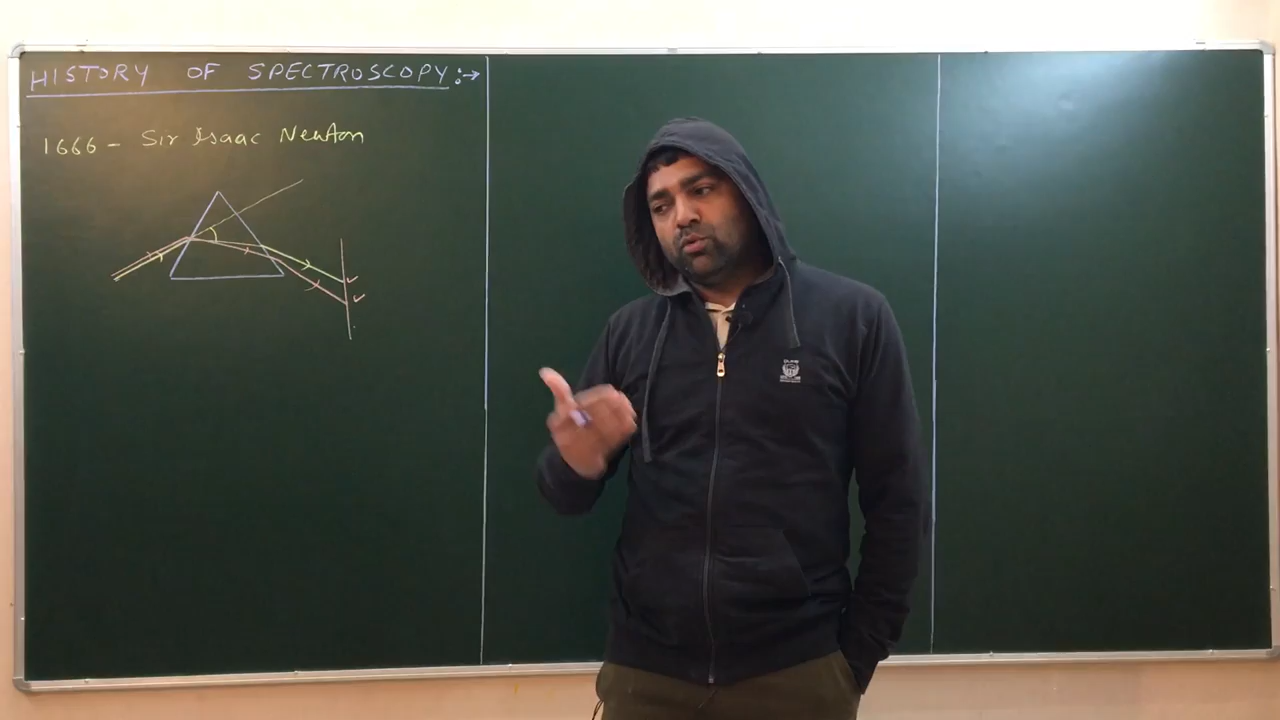 HISTORY OF SPECTROSCOPY:→
1666 - Sir Isaac Newton